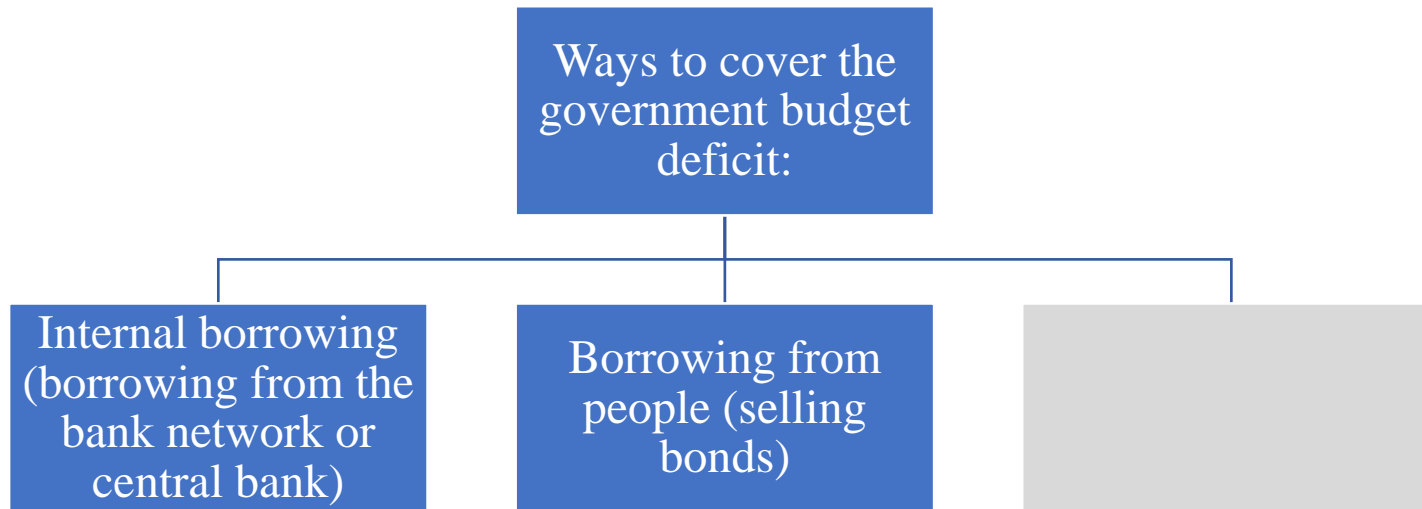 Ways to cover the
government budget
deficit:
Internal borrowing
(borrowing from the
bank network or
central bank)
Borrowing from
people (selling
bonds)